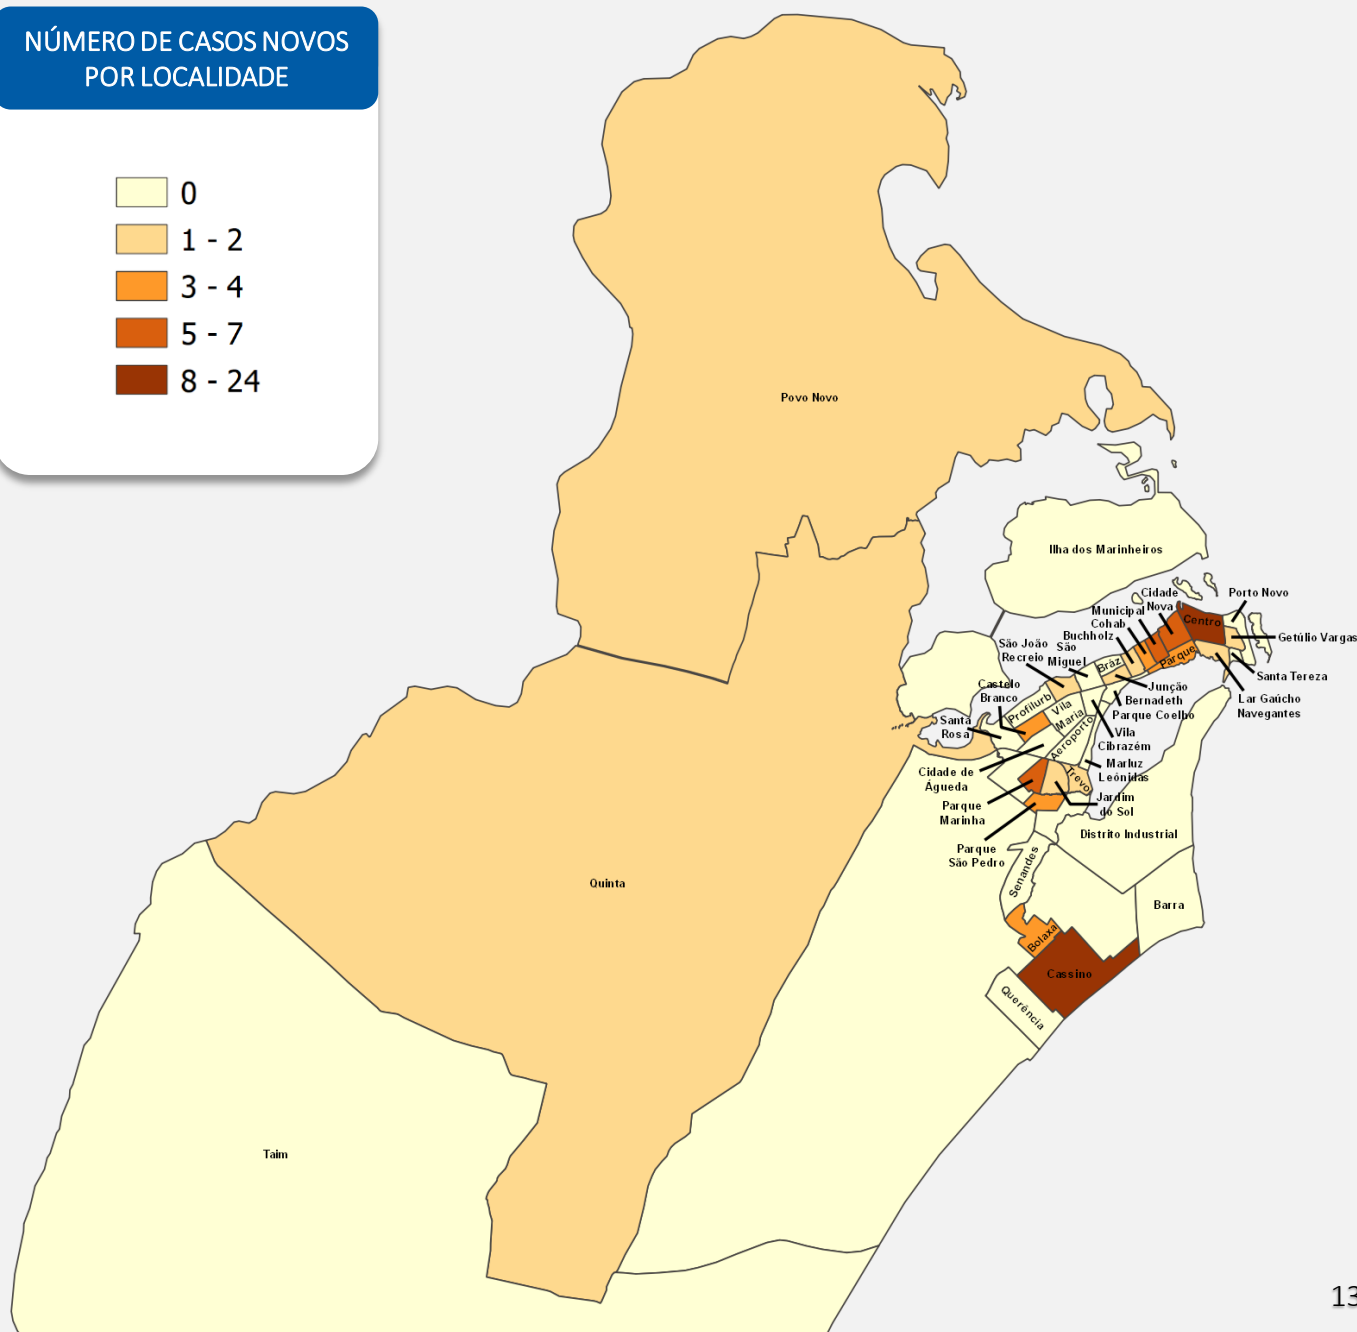 NÚMERO DE CASOS NOVOS
POR LOCALIDADE
0
1 - 2
3 - 4
5 - 7
8 - 24
Povo Novo
Ilha dos Marinheiros
Cidade
Nova
Porto Novo
Municipal
Cohab
Centro
Buchholz
Getúlio Vargas
São João
Recreio
São
Miguel
Bráz
Parque
Santa Tereza
Castelo
Branco
Junção
Bernadeth
Parque Coelho
Lar Gaúcho
Navegantes
Profilurb
Vila
Maria
Santa
Rosa
Aeroporto
Vila
Cibrazém
Cidade de
Águeda
Marluz
Leónidas
Trevo
Parque
Marinha
Jardim
do Sol
Parque
São Pedro
Distrito Industrial
Senandes
Quinta
Barra
Bolaxa
Cassino
Querência
Taim
13